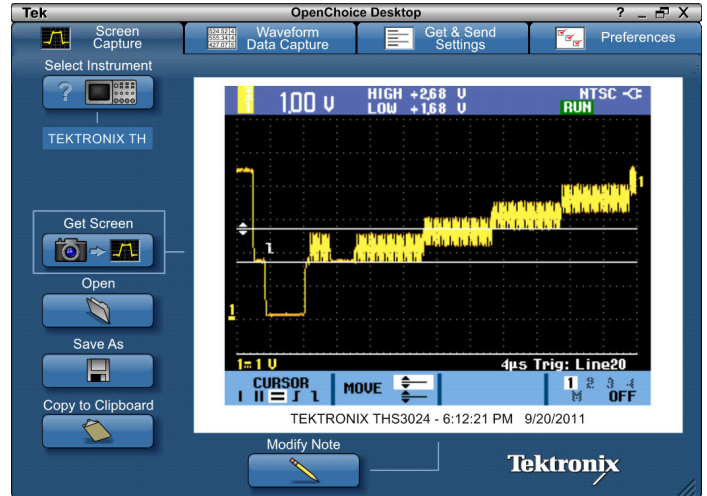 Tek
OpenChoice Desktop
? _ X
Screen
Capture
Waveform
Data Capture
Get & Send
Settings
Preferences
Select Instrument
?
TEKTRONIX TH
Get Screen
Open
Save As
Copy to Clipboard
1
1.00 V
HIGH +2.68 V
LOW +1.68 V
NTSC
RUN
1
1
1= 1 V
4µs Trig: Line20
CURSOR
MOVE
1 2 3 4
M OFF
TEKTRONIX THS3024 - 6:12:21 PM 9/20/2011
Modify Note
Tektronix